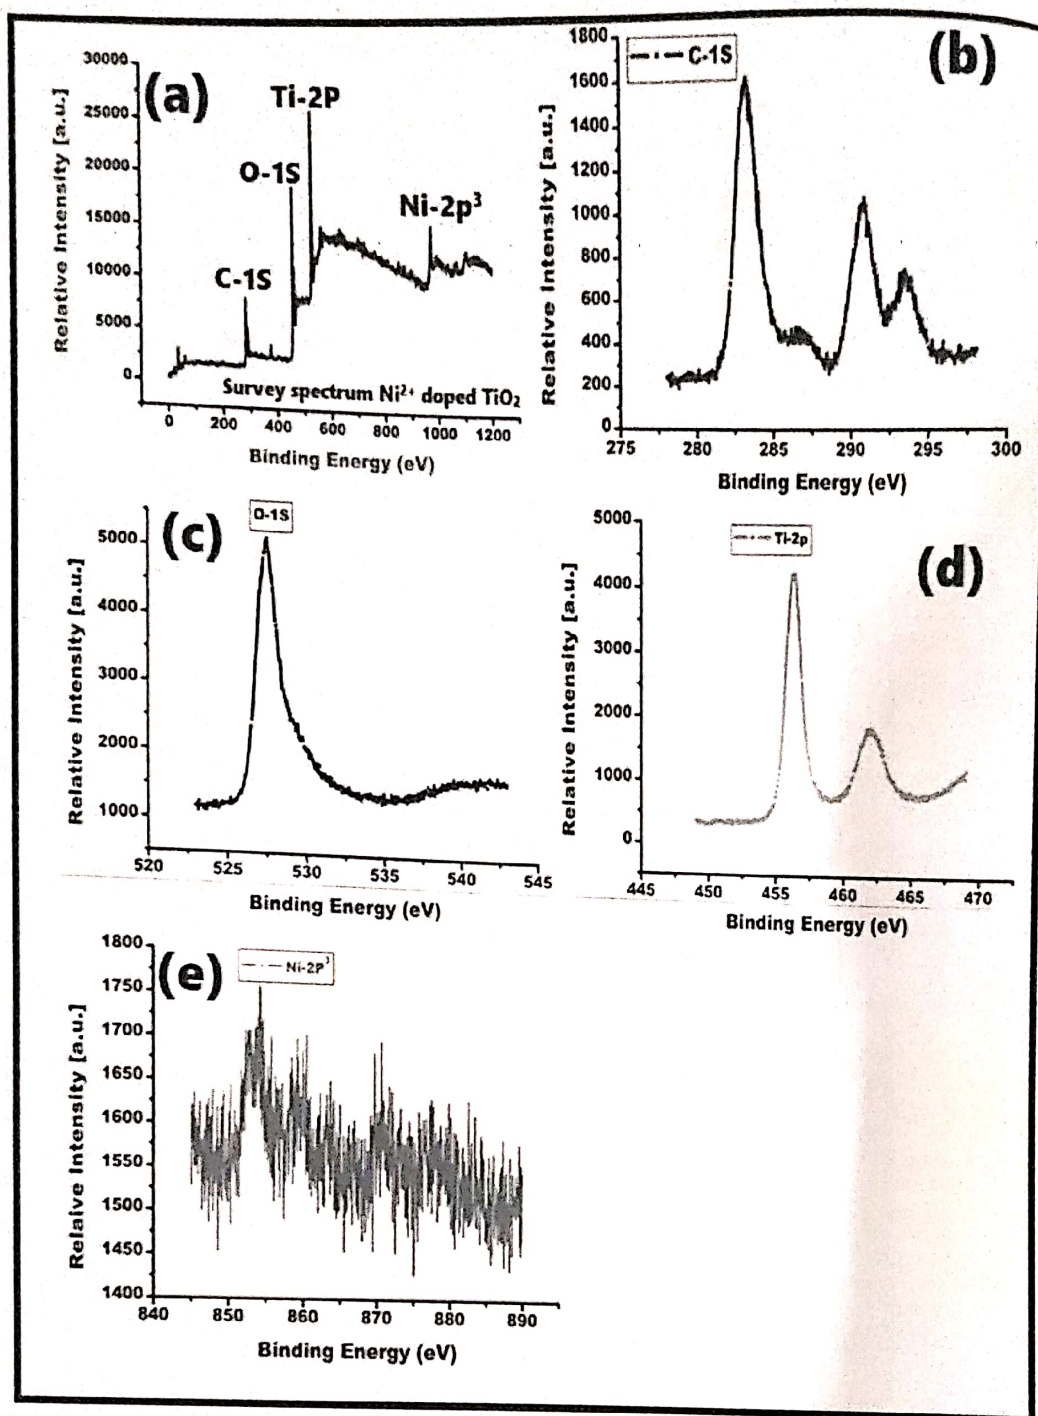 (a)
30000
25000
20000
15000
10000
5000
0
Relative Intensity [a.u.]
Ti-2P
O-1S
Ni-2p³
C-1S
Survey spectrum Ni²⁺ doped TiO₂
0 200 400 600 800 1000 1200
Binding Energy (eV)
(b)
C-1S
1800
1600
1400
1200
1000
800
600
400
200
0
Relative Intensity [a.u.]
275 280 285 290 295 300
Binding Energy (eV)
(c)
O-1S
5000
4000
3000
2000
1000
Relative Intensity [a.u.]
520 525 530 535 540 545
Binding Energy (eV)
(d)
Ti-2p
5000
4000
3000
2000
1000
0
Relative Intensity [a.u.]
445 450 455 460 465 470
Binding Energy (eV)
(e)
Ni-2P³
1800
1750
1700
1650
1600
1550
1500
1450
1400
Relaive Intensity [a.u.]
840 850 860 870 880 890
Binding Energy (eV)